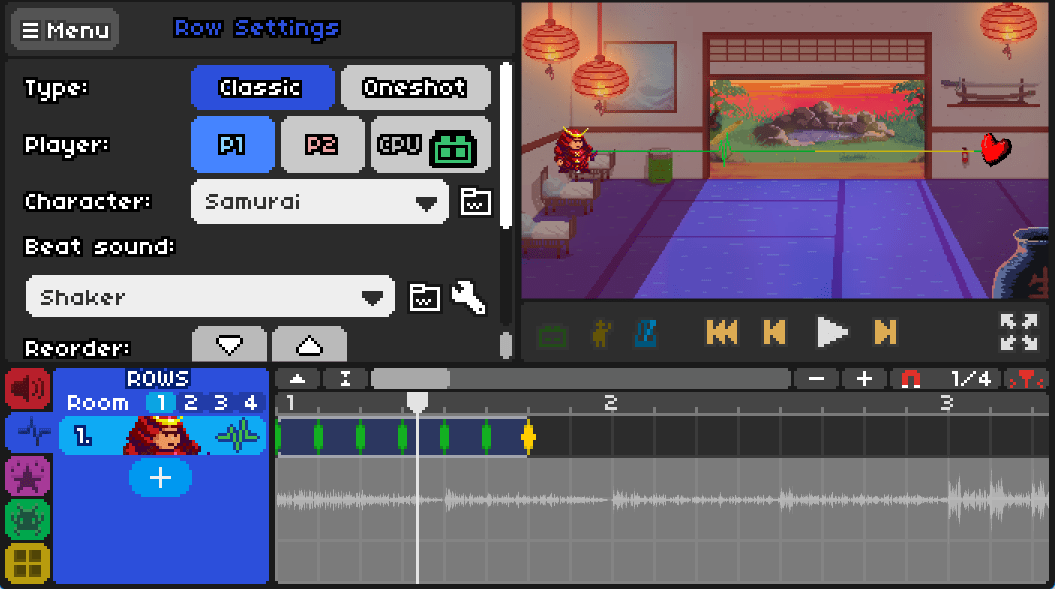 Menu
Row Settings
Type:
Classic
Oneshot
Player:
P1
P2
CPU
Character:
Samurai
Beat sound:
Shaker
Reorder:
ROWS
Room 1 2 3 4
1.
1/4
1 2 3